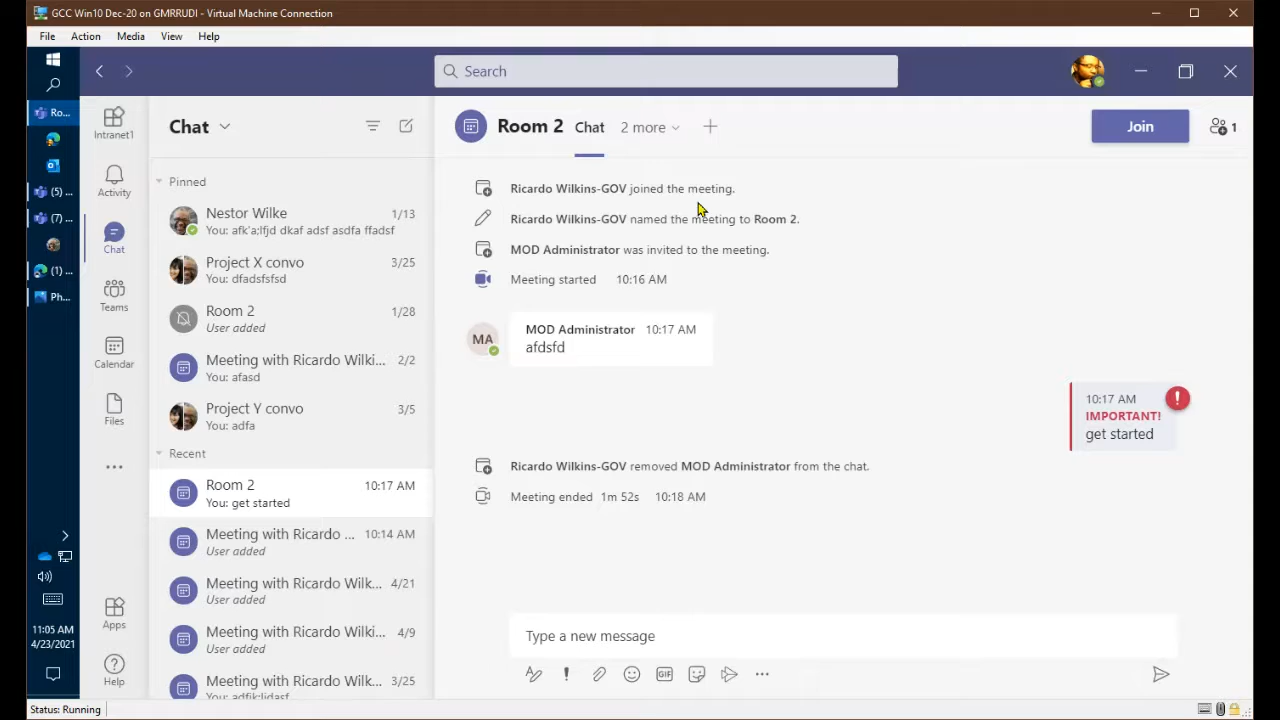 GCC Win10 Dec-20 on GMRRUD! - Virtual Machine Connection
File Action Media View Help
Search
Ro...
(5) ...
(7) ...
(1) ...
Ph...
11:05 AM
4/23/2021
Intranet1
Activity
Chat
Teams
Calendar
Files
Apps
Help
Chat
Pinned
Nestor Wilke 1/13
You: afk'a;lfjd dkaf adsf asdfa ffadsf
Project X convo 3/25
You: dfadsfsfsd
Room 2 1/28
User added
Meeting with Ricardo Wilki... 2/2
You: afasd
Project Y convo 3/5
You: adfa
Recent
Room 2 10:17 AM
You: get started
Meeting with Ricardo ... 10:14 AM
User added
Meeting with Ricardo Wilk... 4/21
User added
Meeting with Ricardo Wilki... 4/9
User added
Meeting with Ricardo Wilki... 3/25
Room 2 Chat 2 more
Join
1
Ricardo Wilkins-GOV joined the meeting.
Ricardo Wilkins-GOV named the meeting to Room 2.
MOD Administrator was invited to the meeting.
Meeting started 10:16 AM
MA
MOD Administrator 10:17 AM
afdsfd
10:17 AM
IMPORTANT!
get started
Ricardo Wilkins-GOV removed MOD Administrator from the chat.
Meeting ended 1m 52s 10:18 AM
Type a new message
GIF
Status: Running